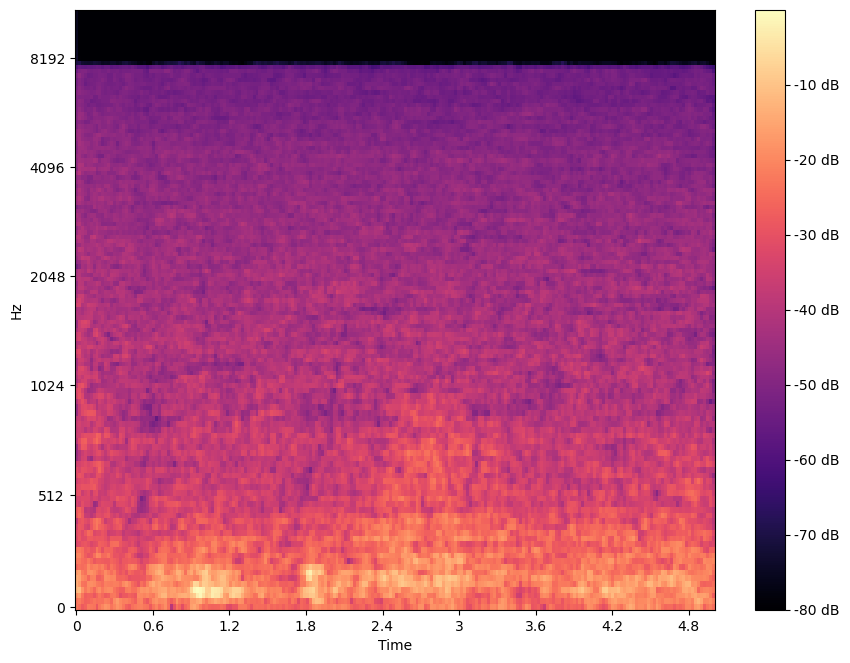 8192
4096
2048
1024
512
0
Hz
0 0.6 1.2 1.8 2.4 3 3.6 4.2 4.8
Time
-10 dB
-20 dB
-30 dB
-40 dB
-50 dB
-60 dB
-70 dB
-80 dB